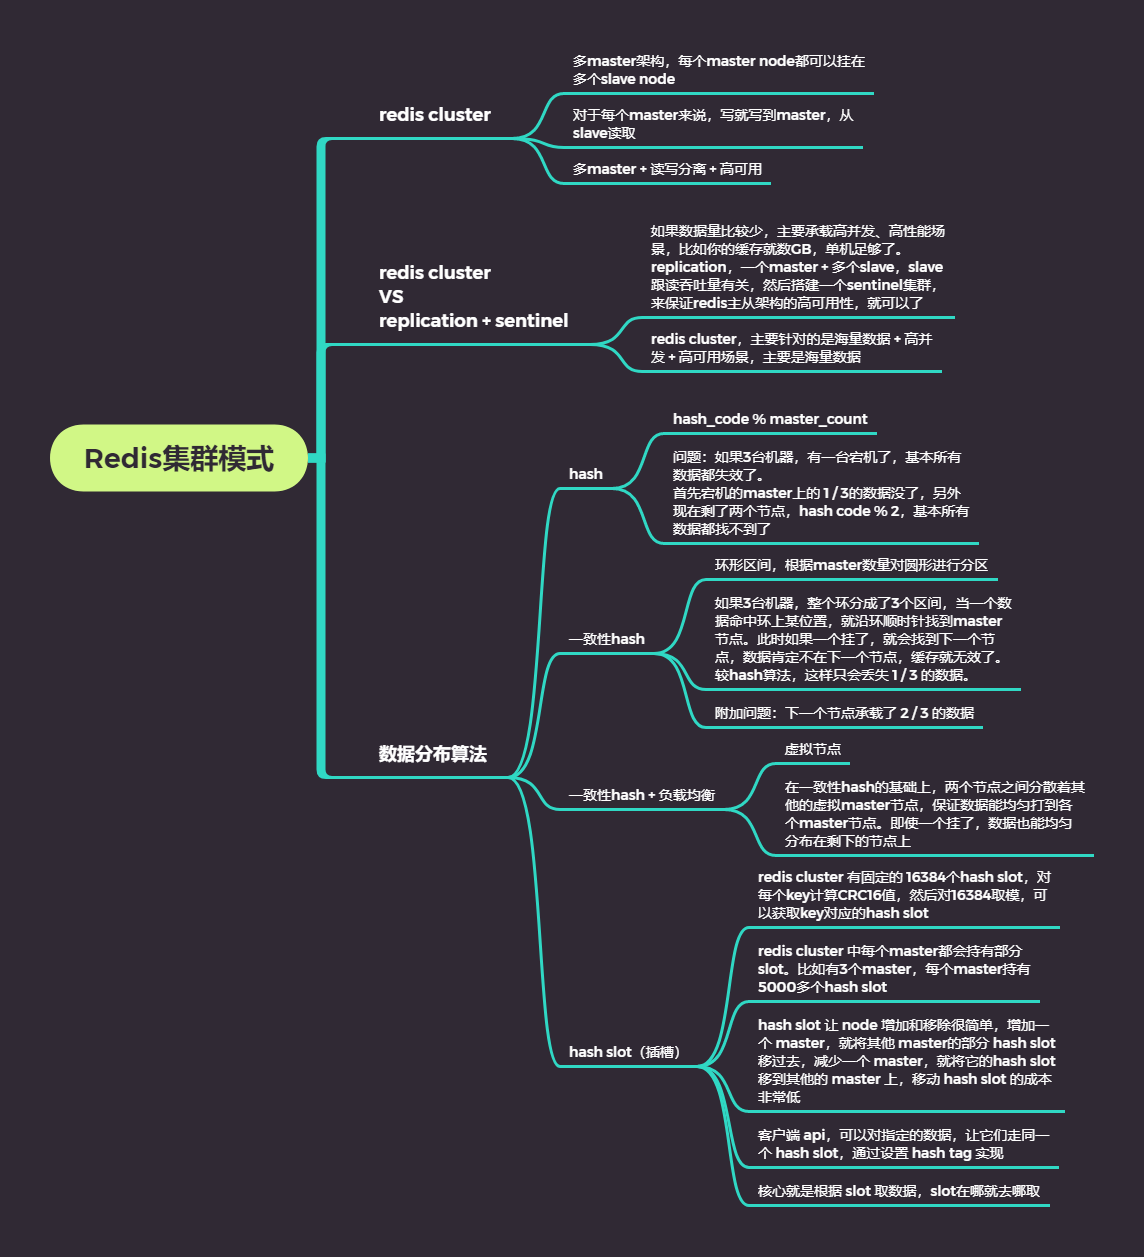 Redis集群模式
redis cluster
多master架构，每个master node都可以挂在
多个slave node
对于每个master来说，写就写到master，从
slave读取
多master + 读写分离 + 高可用
redis cluster
VS
replication + sentinel
如果数据量比较少，主要承载高并发、高性能场
景，比如你的缓存就数GB，单机足够了。
replication，一个master + 多个slave，slave
跟读吞吐量有关，然后搭建一个sentinel集群，
来保证redis主从架构的高可用性，就可以了
redis cluster，主要针对的是海量数据 + 高并
发 + 高可用场景，主要是海量数据
数据分布算法
hash
hash_code % master_count
问题：如果3台机器，有一台宕机了，基本所有
数据都失效了。
首先宕机的master上的 1 / 3的数据没了，另外
现在剩了两个节点，hash code % 2，基本所有
数据都找不到了
一致性hash
环形区间，根据master数量对圆形进行分区
如果3台机器，整个环分成了3个区间，当一个数
据命中环上某位置，就沿环顺时针找到master
节点。此时如果一个挂了，就会找到下一个节
点，数据肯定不在下一个节点，缓存就无效了。
较hash算法，这样只会丢失 1 / 3 的数据。
附加问题：下一个节点承载了 2 / 3 的数据
一致性hash + 负载均衡
虚拟节点
在一致性hash的基础上，两个节点之间分散着其
他的虚拟master节点，保证数据能均匀打到各
个master节点。即使一个挂了，数据也能均匀
分布在剩下的节点上
hash slot（插槽）
redis cluster 有固定的 16384个hash slot，对
每个key计算CRC16值，然后对16384取模，可
以获取key对应的hash slot
redis cluster 中每个master都会持有部分
slot。比如有3个master，每个master持有
5000多个hash slot
hash slot 让 node 增加和移除很简单，增加一
个 master，就将其他 master的部分 hash slot
移过去，减少一个 master，就将它的hash slot
移到其他的 master 上，移动 hash slot 的成本
非常低
客户端 api，可以对指定的数据，让它们走同一
个 hash slot，通过设置 hash tag 实现
核心就是根据 slot 取数据，slot在哪就去哪取